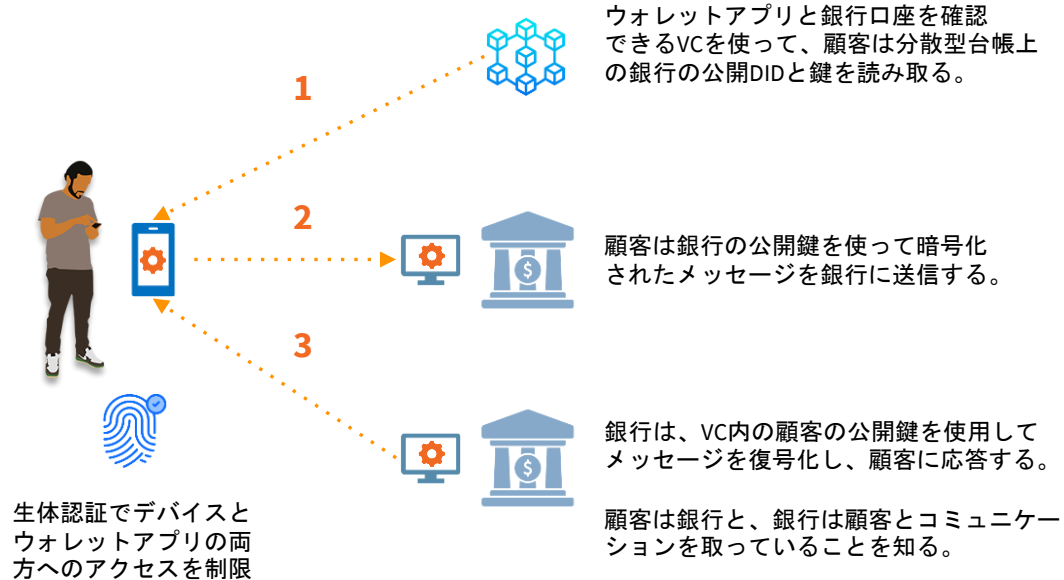 ウォレットアプリと銀行口座を確認
できるVCを使って、顧客は分散型台帳上
の銀行の公開DIDと鍵を読み取る。
1
2
顧客は銀行の公開鍵を使って暗号化
されたメッセージを銀行に送信する。
$
3
銀行は、VC内の顧客の公開鍵を使用して
メッセージを復号化し、顧客に応答する。
$
顧客は銀行と、銀行は顧客とコミュニケー
ションを取っていることを知る。
生体認証でデバイスと
ウォレットアプリの両
方へのアクセスを制限